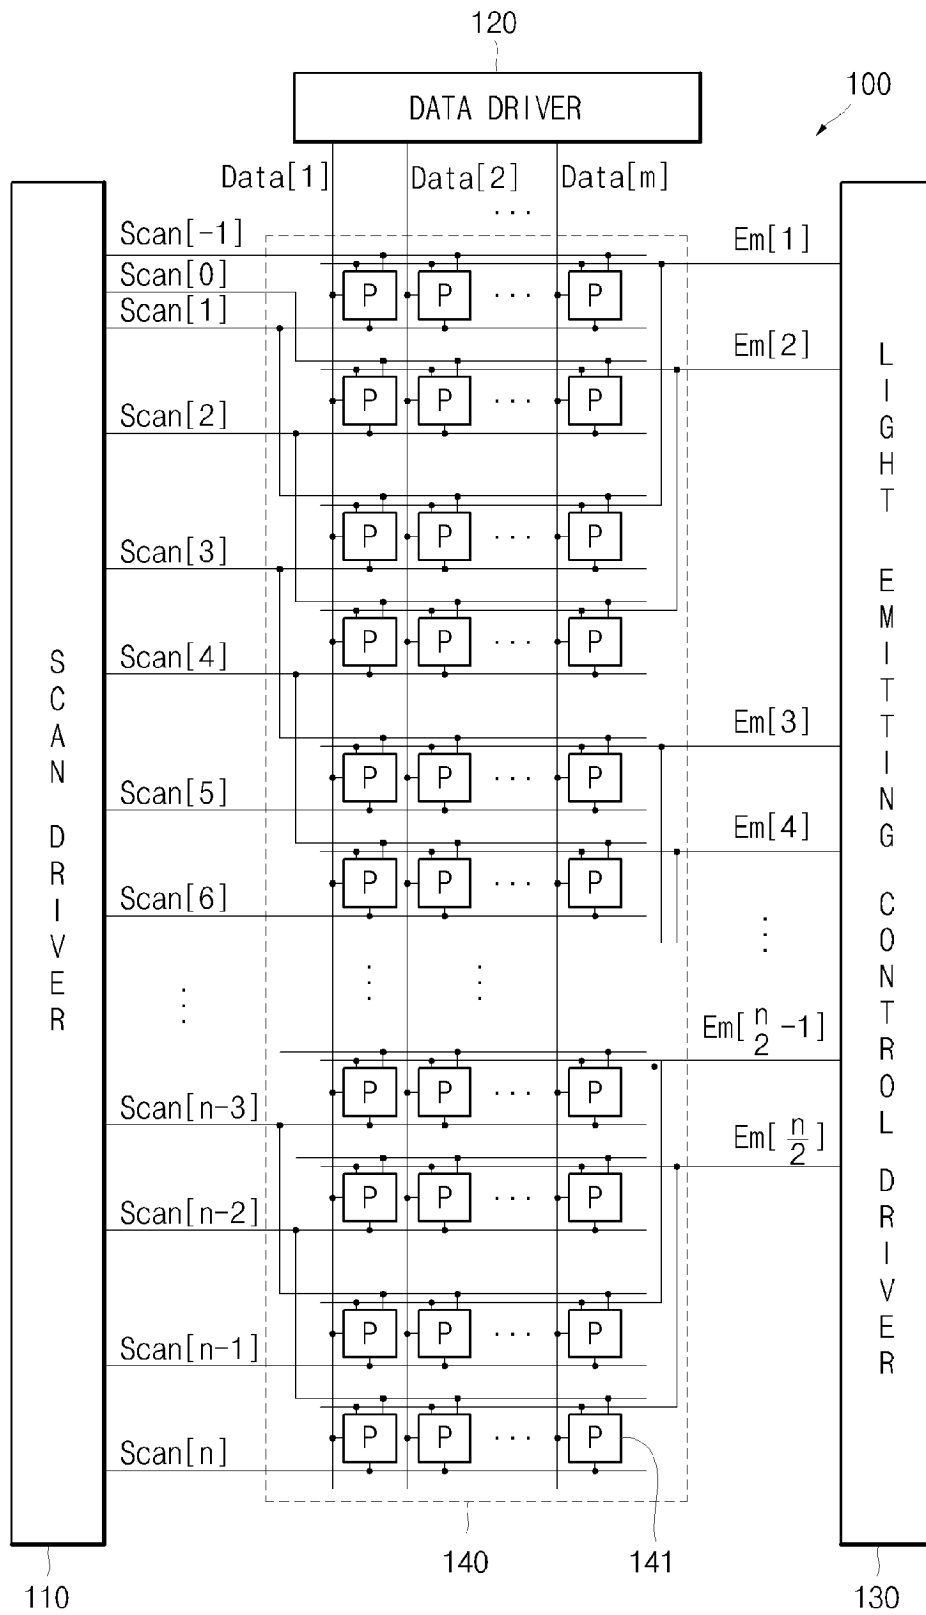 120
DATA DRIVER
100
Data[1] Data[2] Data[m]
...
Scan[-1]
Em[1]
Scan[0]
P P ... P
Scan[1]
Em[2]
P P ... P
Scan[2]
P P ... P
Scan[3]
P P ... P
Scan[4]
Em[3]
P P ... P
Scan[5]
Em[4]
P P ... P
Scan[6]
Em[n/2-1]
P P ... P
Scan[n-3]
Em[n/2]
P P ... P
Scan[n-2]
P P ... P
Scan[n-1]
P P ... P
Scan[n]
SCAN DRIVER
LIGHT EMITTING CONTROL DRIVER
140
141
110
130